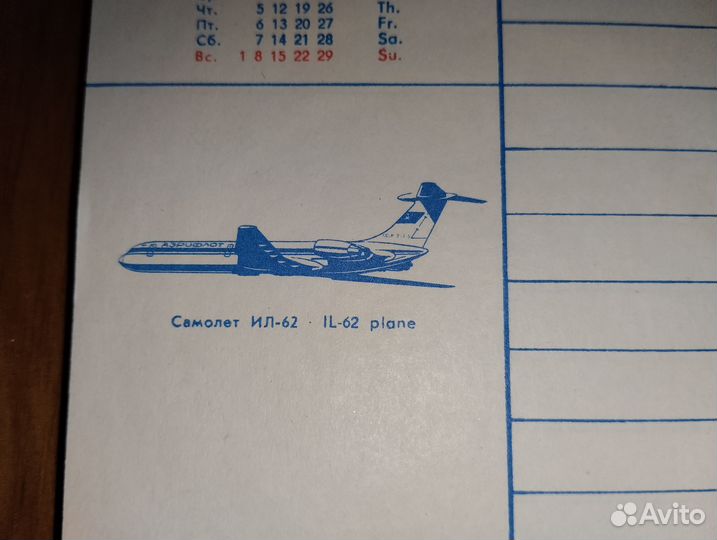 Чт. 5 12 19 26 Th.
Пт. 6 13 20 27 Fr.
Сб. 7 14 21 28 Sa.
Вс. 1 8 15 22 29 Su.
АЭРОФЛОТ
Самолет ИЛ-62 · IL-62 plane
Avito